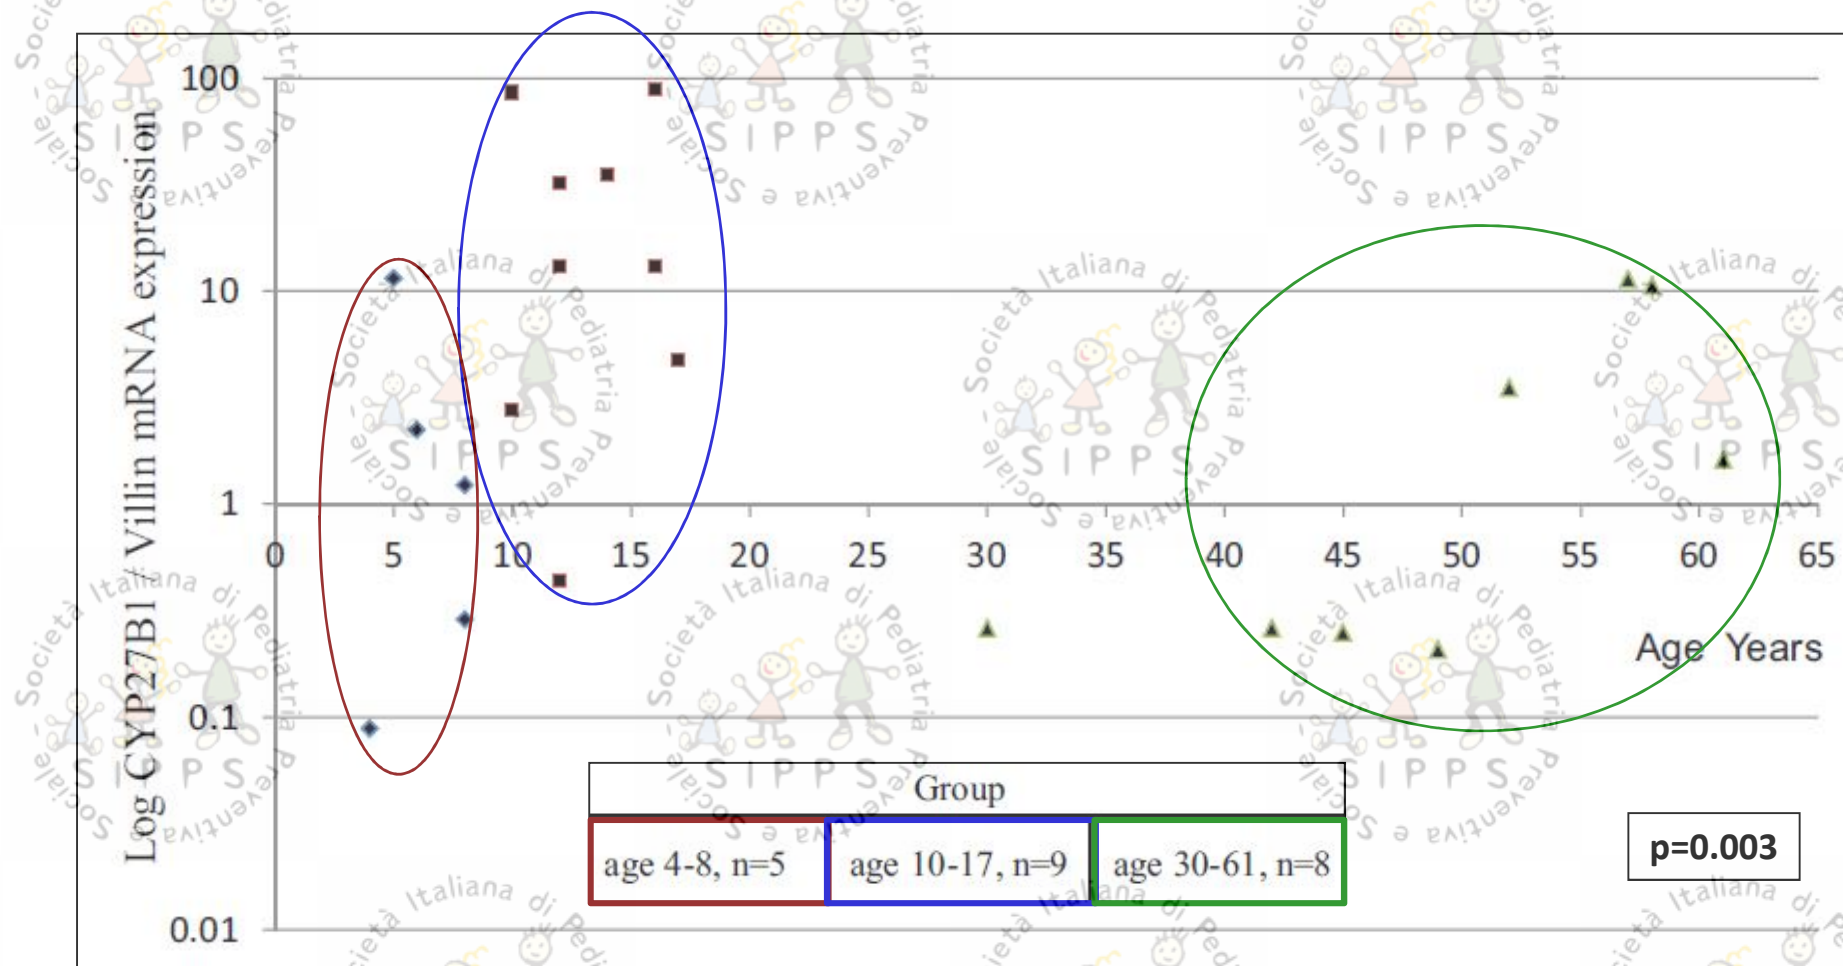 Log CYP27B1 / Villin mRNA expression
100
10
1
0.1
0.01
0 5 10 15 20 25 30 35 40 45 50 55 60 65
Age Years
Group
age 4-8, n=5
age 10-17, n=9
age 30-61, n=8
p=0.003
Società Italiana di Pediatria Preventiva e Sociale
SIPPS